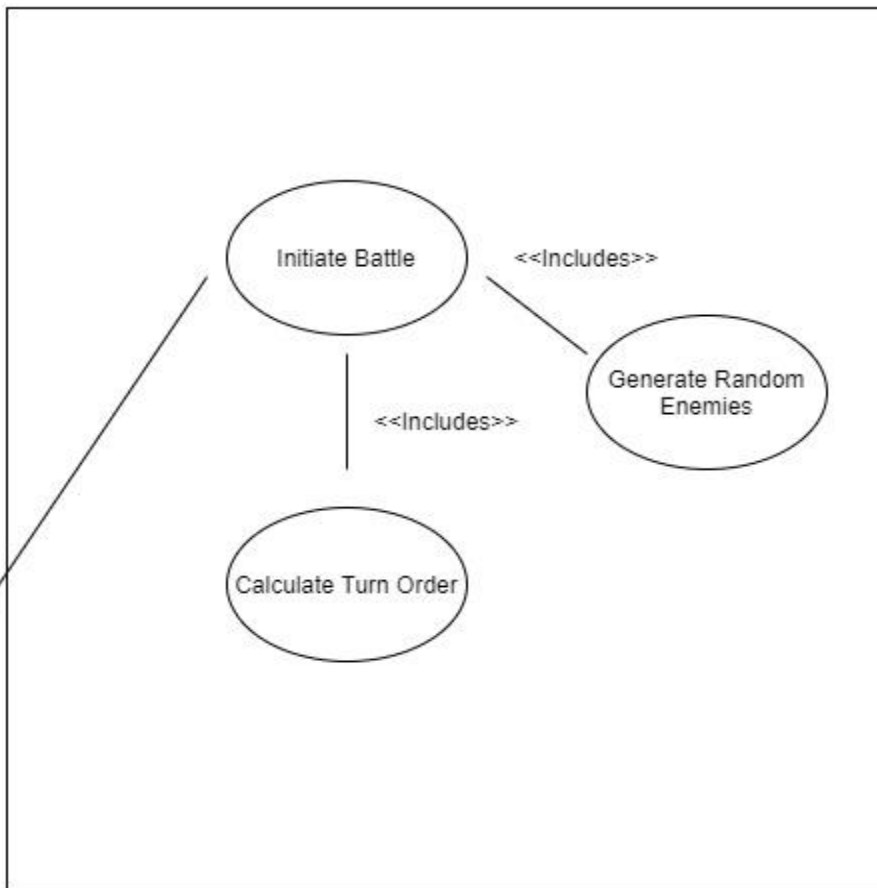 Initiate Battle
<<Includes>>
Generate Random
Enemies
<<Includes>>
Calculate Turn Order